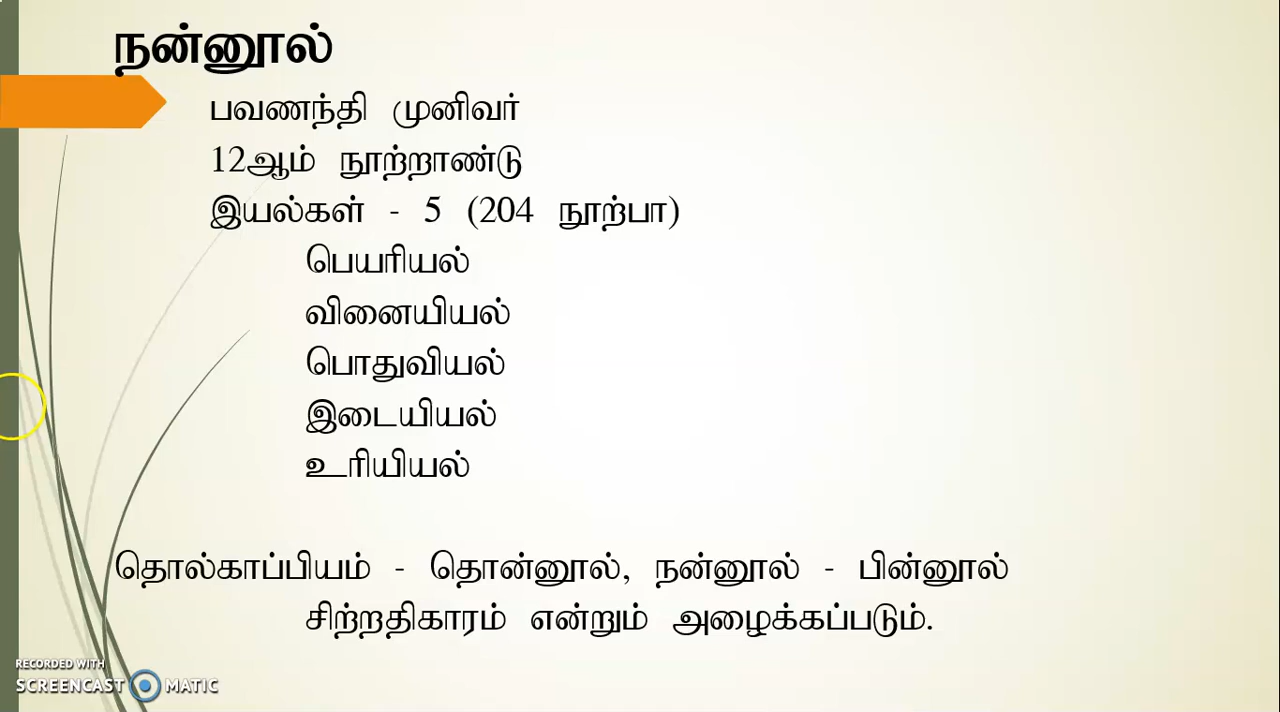 நன்னூல்
பவணந்தி முனிவர்
12ஆம் நூற்றாண்டு
இயல்கள் - 5 (204 நூற்பா)
பெயரியல்
வினையியல்
பொதுவியல்
இடையியல்
உரியியல்
தொல்காப்பியம் - தொன்னூல், நன்னூல் - பின்னூல்
சிற்றதிகாரம் என்றும் அழைக்கப்படும்.
RECORDED WITH
SCREENCAST MATIC